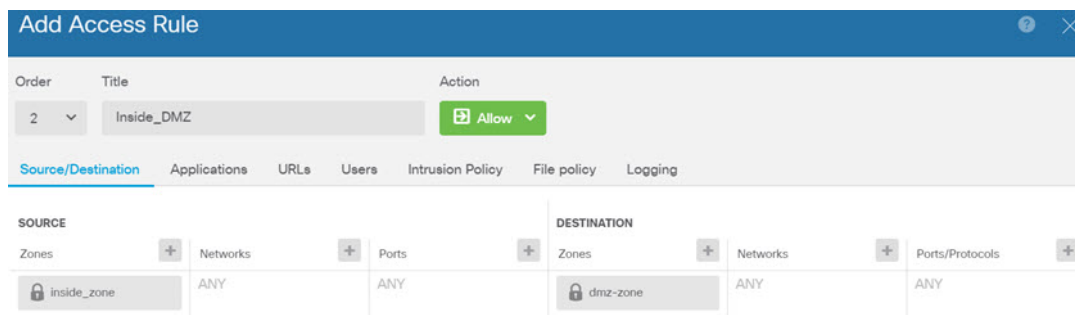 Add Access Rule
Order Title Action
2 Inside_DMZ Allow
Source/Destination Applications URLs Users Intrusion Policy File policy Logging
SOURCE DESTINATION
Zones Networks Ports Zones Networks Ports/Protocols
inside_zone ANY ANY dmz-zone ANY ANY